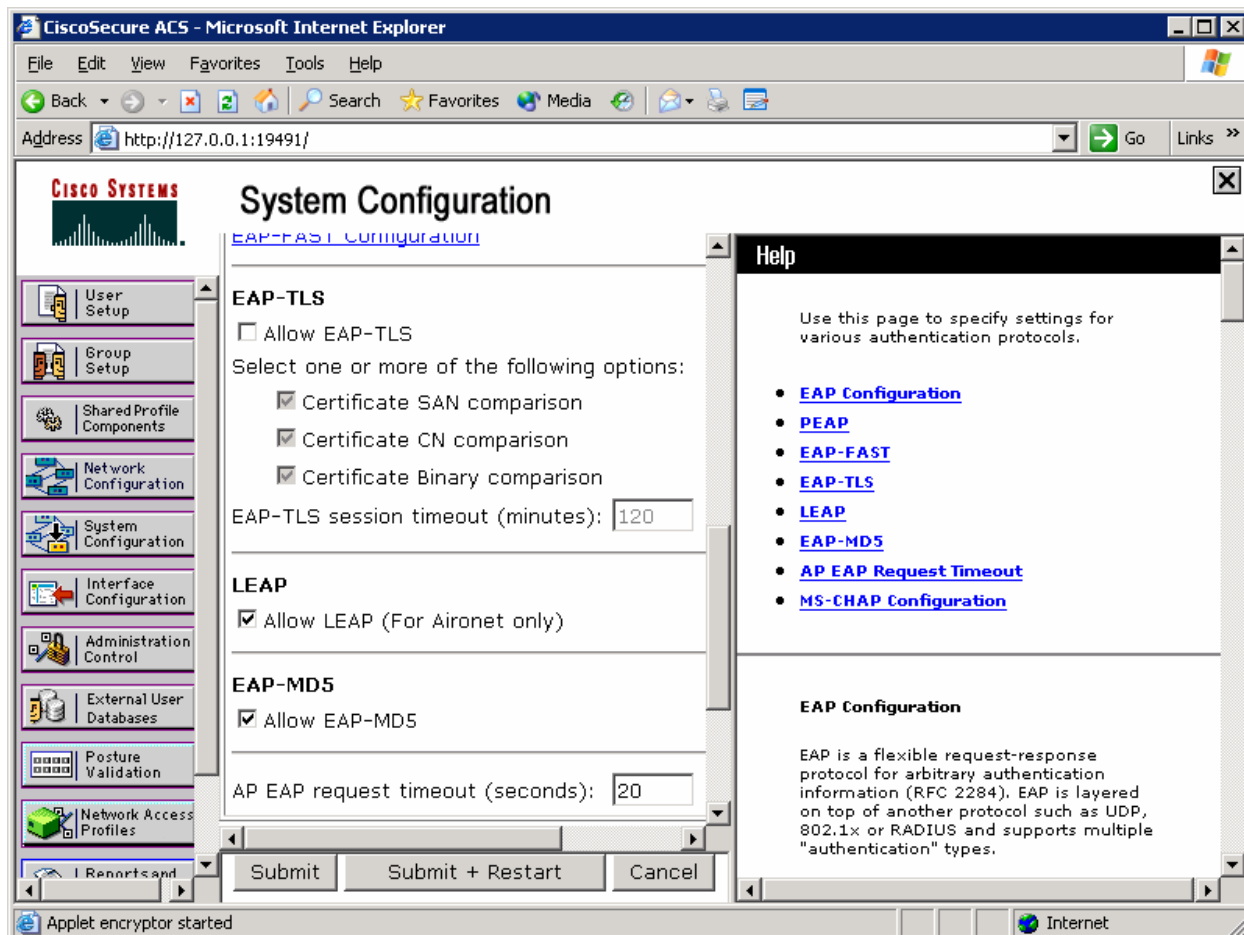 CiscoSecure ACS - Microsoft Internet Explorer
File Edit View Favorites Tools Help
Back Search Favorites Media
Address http://127.0.0.1:19491/ Go Links »
CISCO SYSTEMS
System Configuration
EAP-FAST Configuration
User
Setup
Group
Setup
Shared Profile
Components
Network
Configuration
System
Configuration
Interface
Configuration
Administration
Control
External User
Databases
Posture
Validation
Network Access
Profiles
Reports and
EAP-TLS
Allow EAP-TLS
Select one or more of the following options:
Certificate SAN comparison
Certificate CN comparison
Certificate Binary comparison
EAP-TLS session timeout (minutes): 120
LEAP
Allow LEAP (For Aironet only)
EAP-MD5
Allow EAP-MD5
AP EAP request timeout (seconds): 20
Submit Submit + Restart Cancel
Help
Use this page to specify settings for
various authentication protocols.
EAP Configuration
PEAP
EAP-FAST
EAP-TLS
LEAP
EAP-MD5
AP EAP Request Timeout
MS-CHAP Configuration
EAP Configuration
EAP is a flexible request-response
protocol for arbitrary authentication
information (RFC 2284). EAP is layered
on top of another protocol such as UDP,
802.1x or RADIUS and supports multiple
"authentication" types.
Applet encryptor started Internet